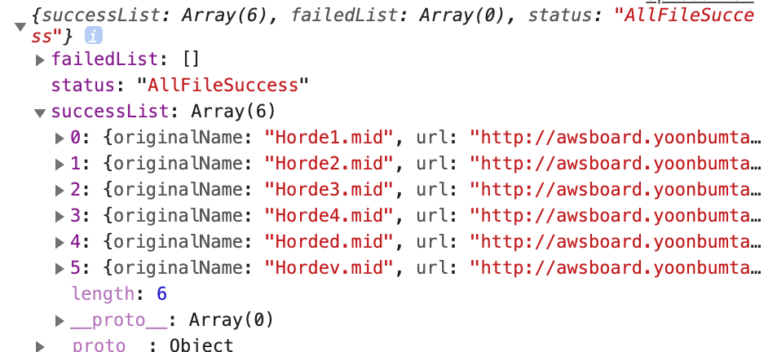 {successList: Array(6), failedList: Array(0), status: "AllFileSucce
ss"} i
failedList: []
status: "AllFileSuccess"
successList: Array(6)
0: {originalName: "Horde1.mid", url: "http://awsboard.yoonbumta…
1: {originalName: "Horde2.mid", url: "http://awsboard.yoonbumta…
2: {originalName: "Horde3.mid", url: "http://awsboard.yoonbumta…
3: {originalName: "Horde4.mid", url: "http://awsboard.yoonbumta…
4: {originalName: "Horded.mid", url: "http://awsboard.yoonbumta…
5: {originalName: "Hordev.mid", url: "http://awsboard.yoonbumta…
length: 6
__proto__: Array(0)
__proto__: Object